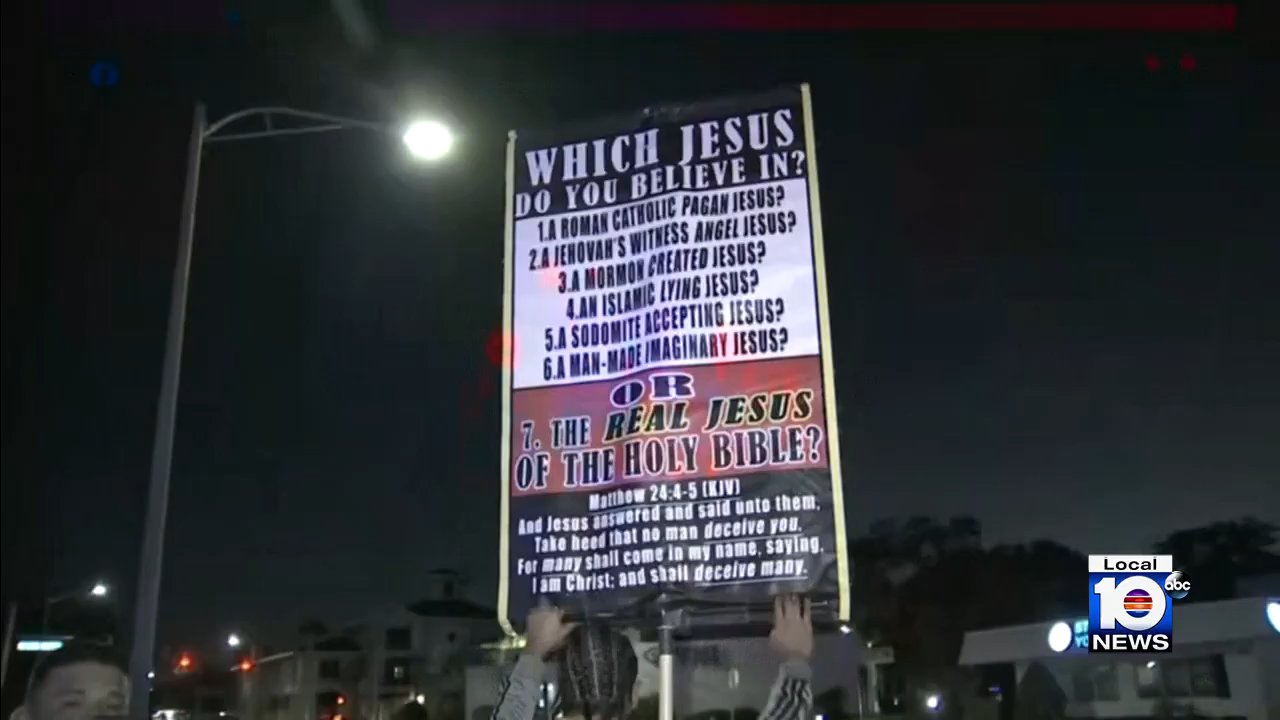 WHICH JESUS
DO YOU BELIEVE IN?
1.A ROMAN CATHOLIC PAGAN JESUS?
2.A JEHOVAH'S WITNESS ANGEL JESUS?
3.A MORMON CREATED JESUS?
4.AN ISLAMIC LYING JESUS?
5.A SODOMITE ACCEPTING JESUS?
6.A MAN-MADE IMAGINARY JESUS?
OR
7. THE REAL JESUS
OF THE HOLY BIBLE?
Matthew 24:4-5 (KJV)
And Jesus answered and said unto them,
Take heed that no man deceive you.
For many shall come in my name, saying,
I am Christ; and shall deceive many.
Local
10 abc
NEWS